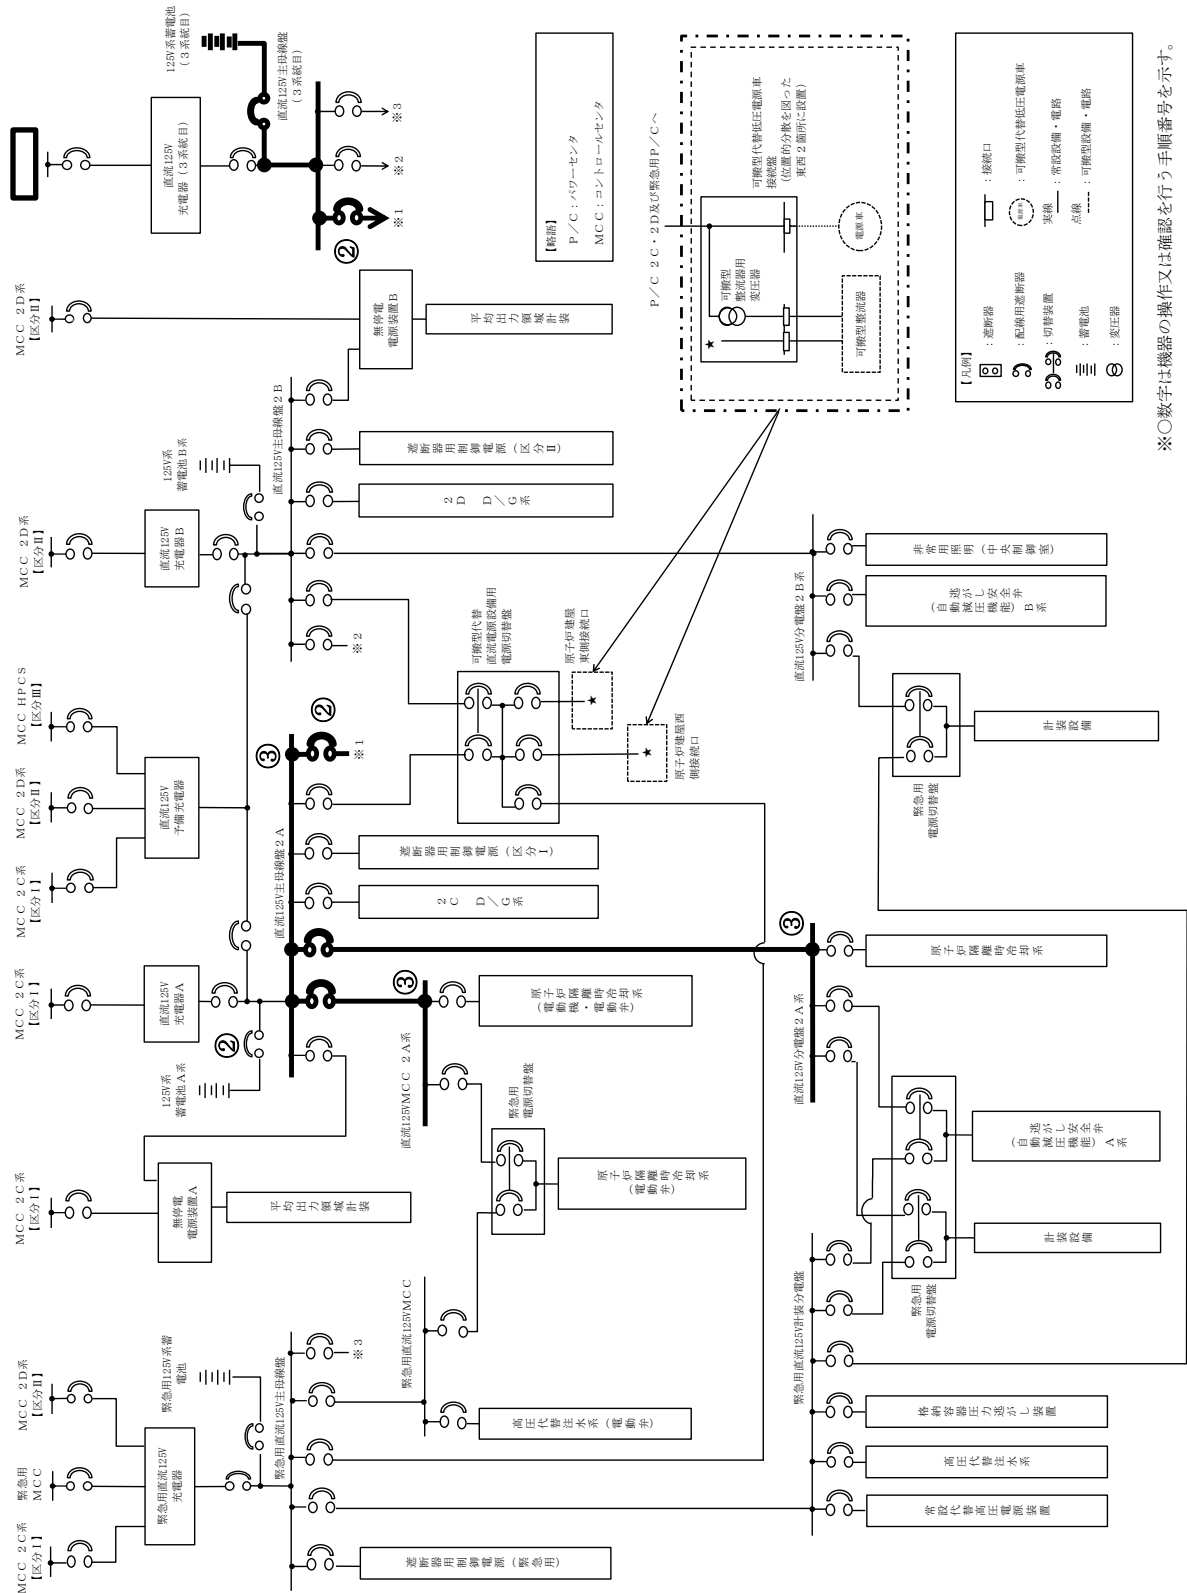 MCC 2C系
【区分Ⅰ】
緊急用
MCC
MCC 2D系
【区分Ⅱ】
緊急用直流125V
充電器
緊急用125V系蓄
電池
緊急用直流125V主母線盤
遮断器用制御電源(緊急用)
※3
緊急用直流125VMCC
高圧代替注水系(電動弁)
緊急用直流125V計装分電盤
常設代替高圧電源装置
高圧代替注水系
格納容器圧力逃がし装置
MCC 2C系
【区分Ⅰ】
無停電
電源装置A
平均出力領域計装
緊急用
電源切替盤
原子炉隔離時冷却系
(電動弁)
緊急用
電源切替盤
計装設備
逃がし安全弁
(自動減圧機能)A系
MCC 2C系
【区分Ⅰ】
直流125V
充電器A
125V系
蓄電池A系
②
直流125V主母線盤2A
③
直流125VMCC 2A系
③
原子炉隔離時冷却系
(電動機・電動弁)
直流125V分電盤2A系
③
原子炉隔離時冷却系
2C D/G系
遮断器用制御電源(区分Ⅰ)
②
※1
MCC 2C系
【区分Ⅰ】
MCC 2D系
【区分Ⅱ】
MCC HPCS
【区分Ⅲ】
直流125V
予備充電器
可搬型代替
直流電源設備用
電源切替盤
原子炉建屋西
側接続口
★
原子炉建屋
東側接続口
★
MCC 2D系
【区分Ⅱ】
直流125V
充電器B
125V系
蓄電池B系
直流125V主母線盤2B
※2
2D D/G系
遮断器用制御電源(区分Ⅱ)
直流125V分電盤2B系
緊急用
電源切替盤
計装設備
逃がし安全弁
(自動減圧機能)B系
非常用照明(中央制御室)
MCC 2D系
【区分Ⅱ】
無停電
電源装置B
平均出力領域計装
直流125V
充電器(3系統目)
125V系蓄電池
(3系統目)
直流125V主母線盤
(3系統目)
②
※1
※2
※3
【略語】
P/C:パワーセンタ
MCC:コントロールセンタ
P/C 2C・2D及び緊急用P/Cへ
可搬型代替低圧電源車
接続盤
(位置的分散を図った
東西2箇所に設置)
可搬型
整流器用
変圧器
★
可搬型整流器
電源車
【凡例】
:遮断器
:配線用遮断器
:切替装置
:蓄電池
:変圧器
:接続口
電源車
:可搬型代替低圧電源車
実線
:常設設備・電路
点線
:可搬型設備・電路
※○数字は機器の操作又は確認を行う手順番号を示す。